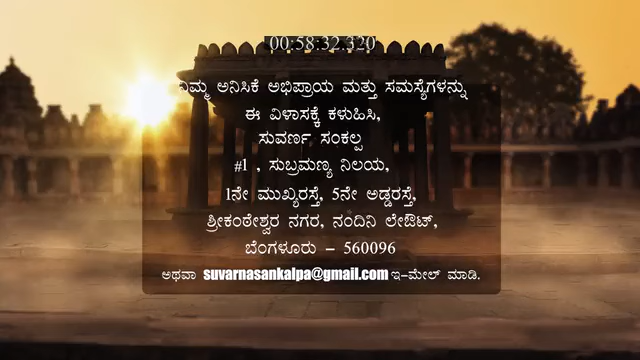 00:58:32.320
ನಿಮ್ಮ ಅನಿಸಿಕೆ ಅಭಿಪ್ರಾಯ ಮತ್ತು ಸಮಸ್ಯೆಗಳನ್ನು
ಈ ವಿಳಾಸಕ್ಕೆ ಕಳುಹಿಸಿ,
ಸುವರ್ಣ ಸಂಕಲ್ಪ
#1 , ಸುಬ್ರಮಣ್ಯ ನಿಲಯ,
1ನೇ ಮುಖ್ಯರಸ್ತೆ, 5ನೇ ಅಡ್ಡರಸ್ತೆ,
ಶ್ರೀಕಂಠೇಶ್ವರ ನಗರ, ನಂದಿನಿ ಲೇಔಟ್,
ಬೆಂಗಳೂರು – 560096
ಅಥವಾ suvarnasankalpa@gmail.com ಇ-ಮೇಲ್ ಮಾಡಿ.